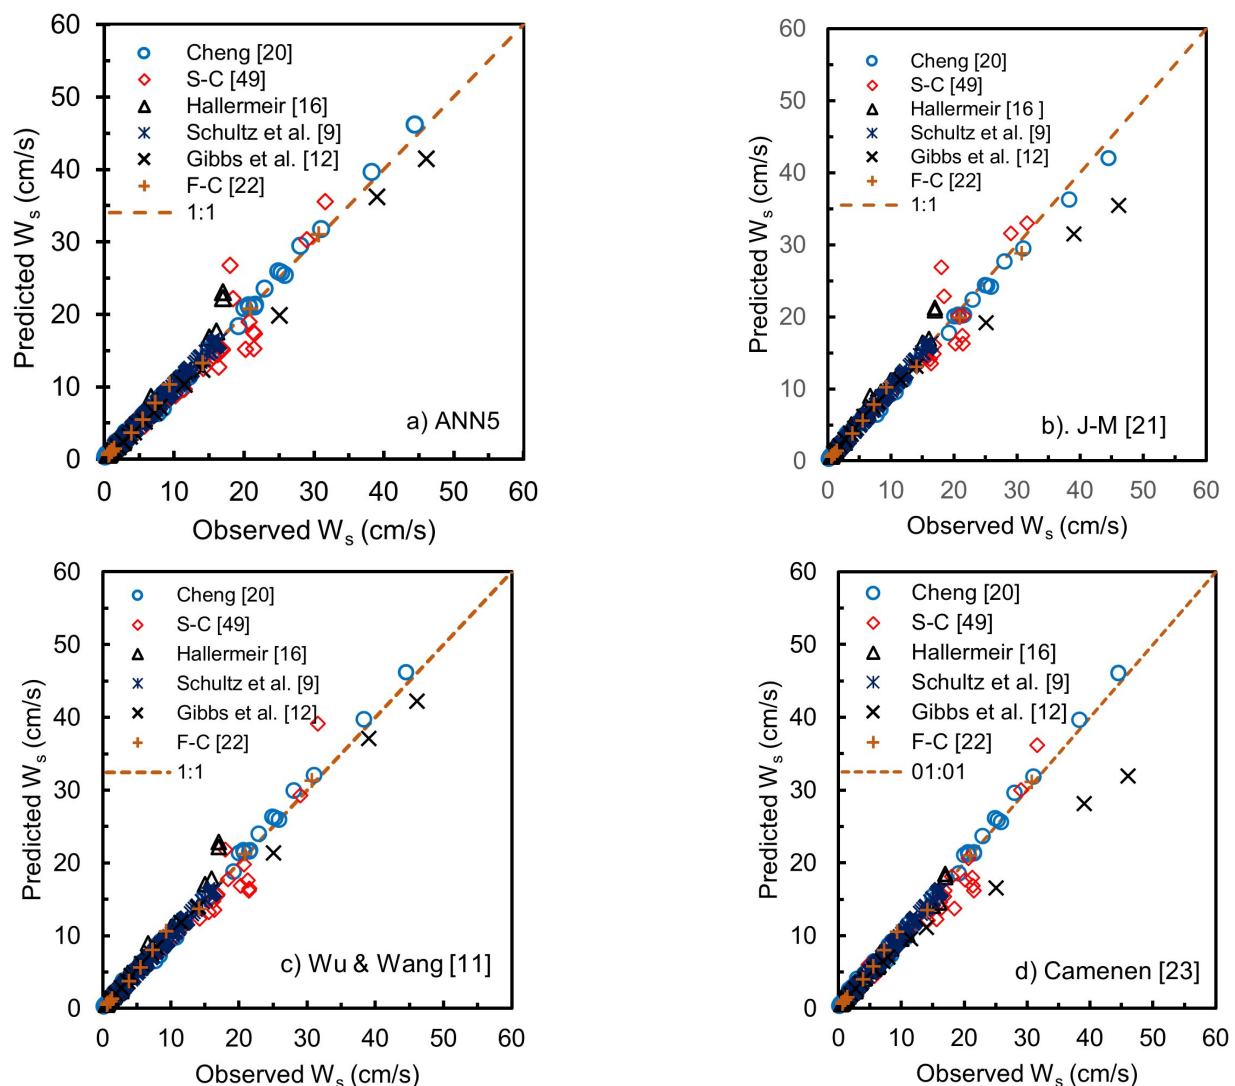 60
50
40
30
20
10
0
Predicted Ws (cm/s)
Cheng [20]
S-C [49]
Hallermeir [16]
Schultz et al. [9]
Gibbs et al. [12]
F-C [22]
1:1
a) ANN5
0 10 20 30 40 50 60
Observed Ws (cm/s)
60
50
40
30
20
10
0
Predicted Ws (cm/s)
Cheng [20]
S-C [49]
Hallermeir [16 ]
Schultz et al. [9]
Gibbs et al. [12]
F-C [22]
1:1
b). J-M [21]
0 10 20 30 40 50 60
Observed Ws (cm/s)
60
50
40
30
20
10
0
Predicted Ws (cm/s)
Cheng [20]
S-C [49]
Hallermeir [16]
Schultz et al. [9]
Gibbs et al. [12]
F-C [22]
1:1
c) Wu & Wang [11]
0 10 20 30 40 50 60
Observed Ws (cm/s)
60
50
40
30
20
10
0
Predicted Ws (cm/s)
Cheng [20]
S-C [49]
Hallermeir [16]
Schultz et al. [9]
Gibbs et al. [12]
F-C [22]
01:01
d) Camenen [23]
0 10 20 30 40 50 60
Observed Ws (cm/s)